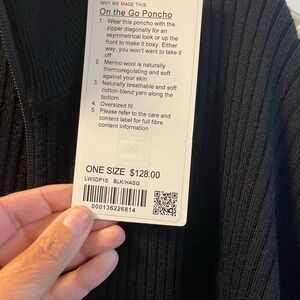 WHY WE MADE THIS
On the Go Poncho
1. Wear this poncho with the
zipper diagonally for an
asymmetrical look or up the
front to make it boxy. Either
way, you won't want to take it
off
2. Merino wool is naturally
thermoregulating and soft
against your skin
3. Naturally breathable and soft
cotton-blend yarn along the
bottom
4. Oversized fit
5. Please refer to the care and
content label for full fibre
content information
ONE SIZE $128.00
LW3DP1S BLK/HASG
000136226814